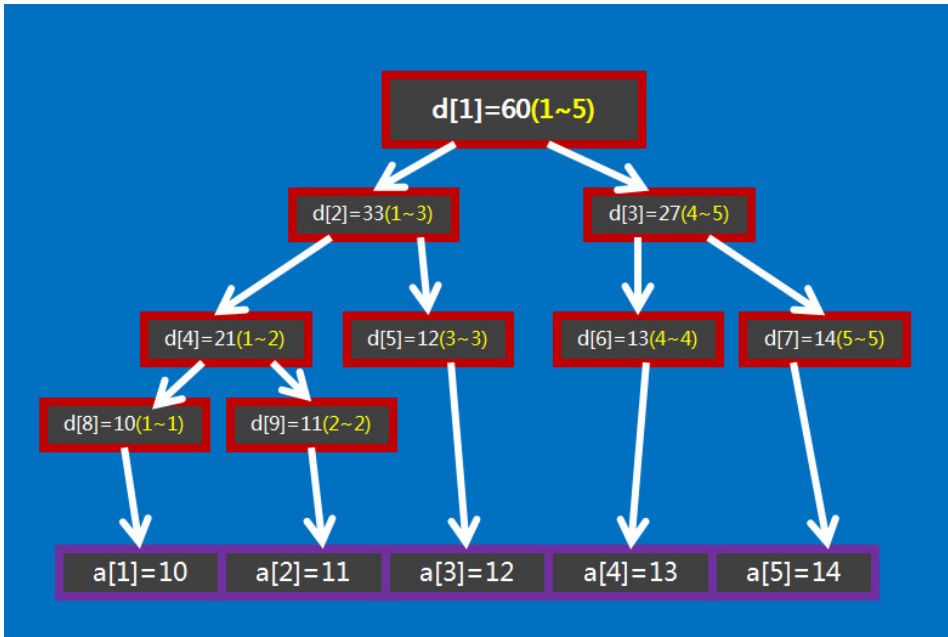 d[1]=60(1~5)
d[2]=33(1~3)
d[3]=27(4~5)
d[4]=21(1~2)
d[5]=12(3~3)
d[6]=13(4~4)
d[7]=14(5~5)
d[8]=10(1~1)
d[9]=11(2~2)
a[1]=10
a[2]=11
a[3]=12
a[4]=13
a[5]=14